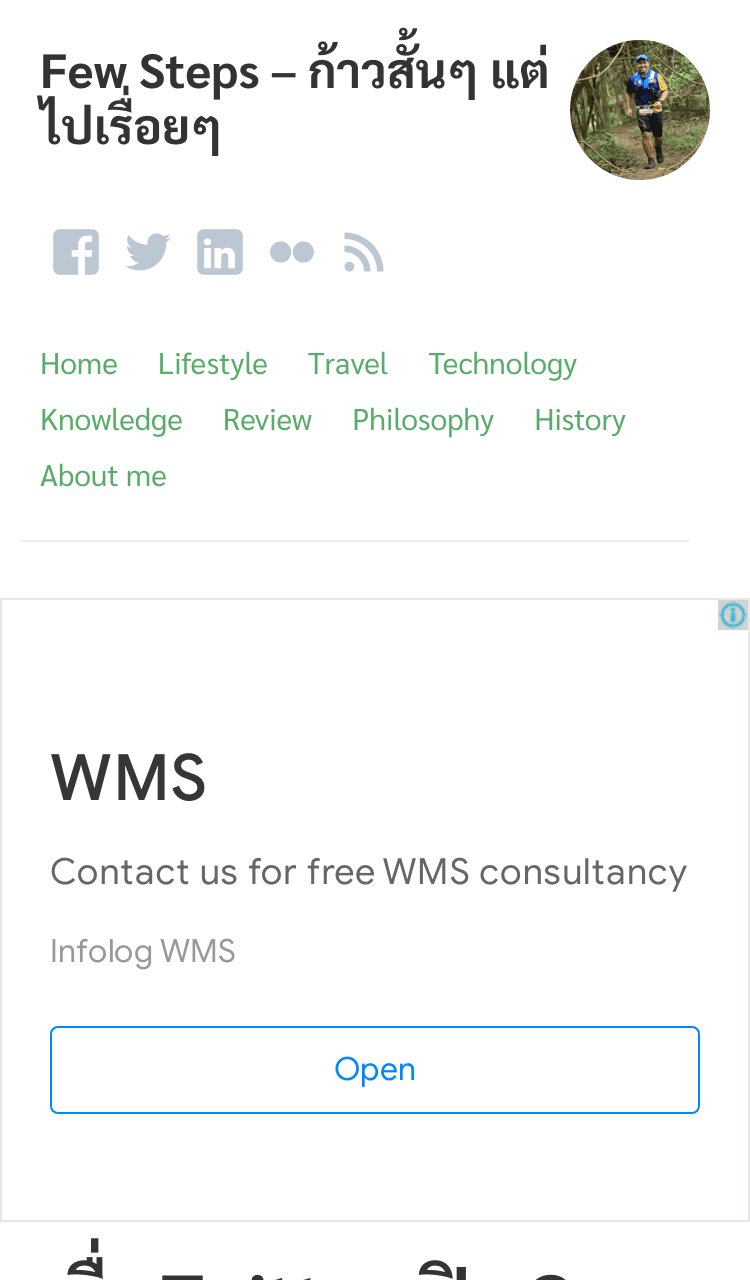 Few Steps – ก้าวสั้นๆ แต่
ไปเรื่อยๆ
Home Lifestyle Travel Technology
Knowledge Review Philosophy History
About me
WMS
Contact us for free WMS consultancy
Infolog WMS
Open